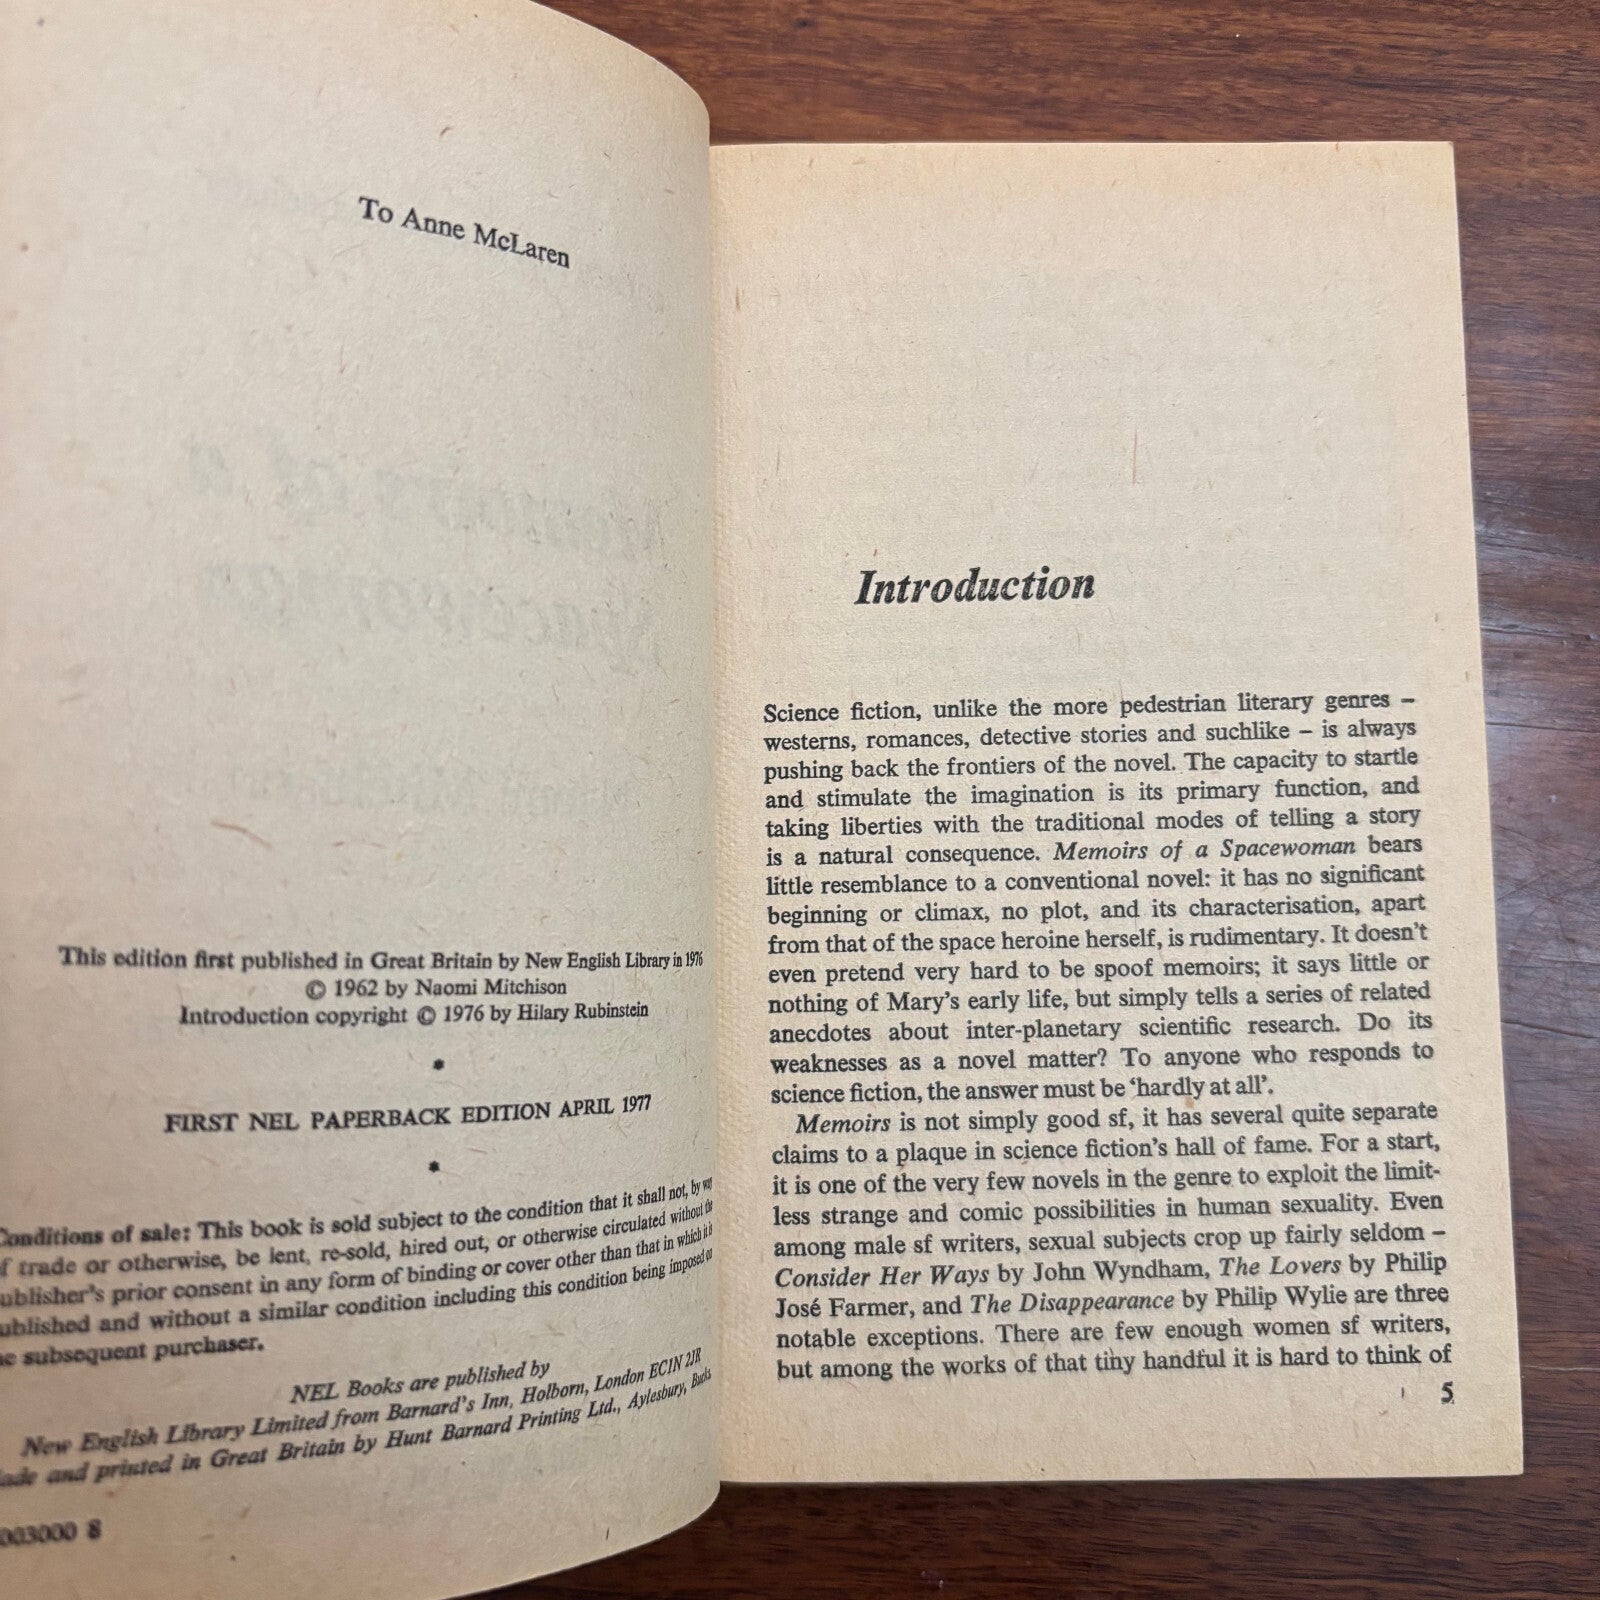 To Anne McLaren
This edition first published in Great Britain by New English Library in 1976
© 1962 by Naomi Mitchison
Introduction copyright © 1976 by Hilary Rubinstein
*
FIRST NEL PAPERBACK EDITION APRIL 1977
*
Conditions of sale: This book is sold subject to the condition that it shall not, by way
of trade or otherwise, be lent, re-sold, hired out, or otherwise circulated without the
publisher's prior consent in any form of binding or cover other than that in which it is
published and without a similar condition including this condition being imposed on
the subsequent purchaser.
NEL Books are published by
New English Library Limited from Barnard's Inn, Holborn, London EC1N 2JR
Made and printed in Great Britain by Hunt Barnard Printing Ltd., Aylesbury, Bucks
003000 8
Introduction
Science fiction, unlike the more pedestrian literary genres –
westerns, romances, detective stories and suchlike – is always
pushing back the frontiers of the novel. The capacity to startle
and stimulate the imagination is its primary function, and
taking liberties with the traditional modes of telling a story
is a natural consequence. Memoirs of a Spacewoman bears
little resemblance to a conventional novel: it has no significant
beginning or climax, no plot, and its characterisation, apart
from that of the space heroine herself, is rudimentary. It doesn't
even pretend very hard to be spoof memoirs; it says little or
nothing of Mary's early life, but simply tells a series of related
anecdotes about inter-planetary scientific research. Do its
weaknesses as a novel matter? To anyone who responds to
science fiction, the answer must be 'hardly at all'.
Memoirs is not simply good sf, it has several quite separate
claims to a plaque in science fiction's hall of fame. For a start,
it is one of the very few novels in the genre to exploit the limit-
less strange and comic possibilities in human sexuality. Even
among male sf writers, sexual subjects crop up fairly seldom –
Consider Her Ways by John Wyndham, The Lovers by Philip
José Farmer, and The Disappearance by Philip Wylie are three
notable exceptions. There are few enough women sf writers,
but among the works of that tiny handful it is hard to think of
5